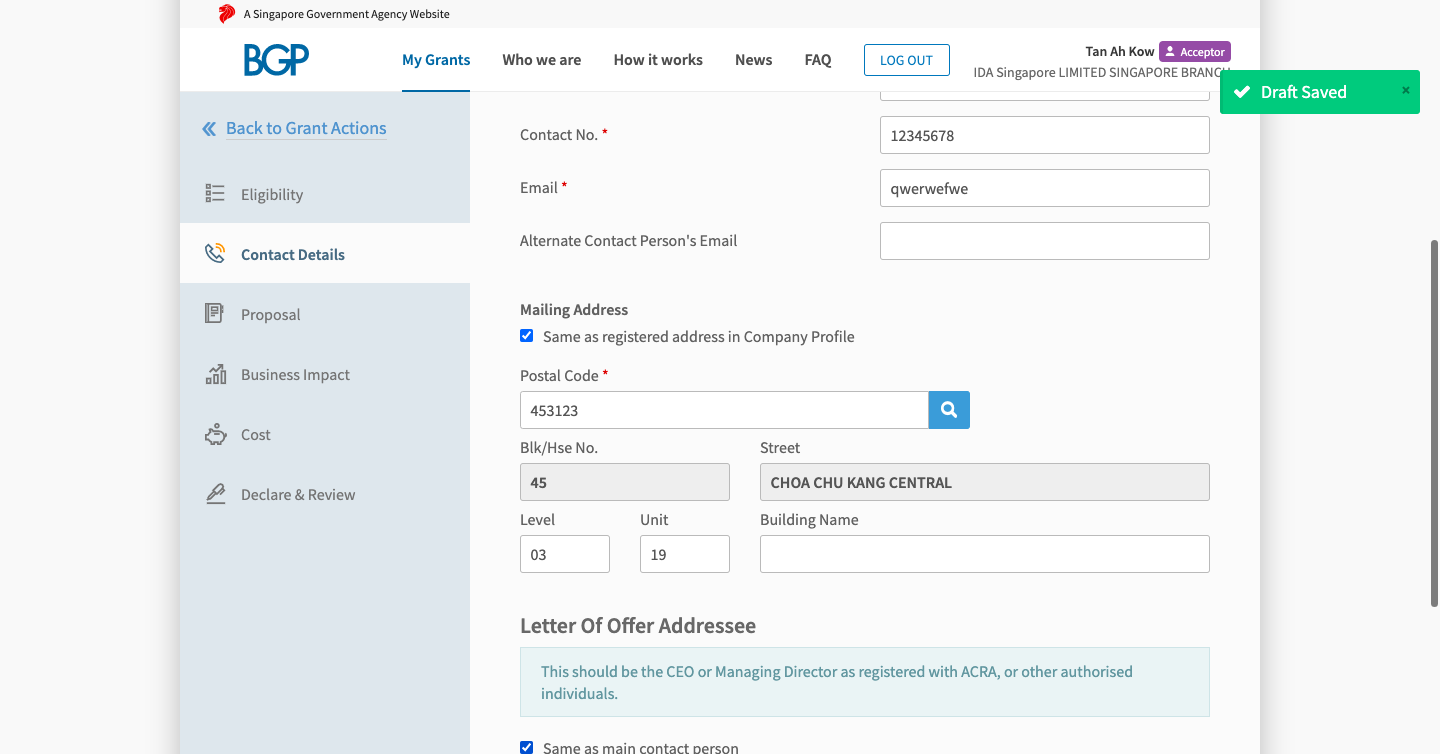 A Singapore Government Agency Website
BGP
My Grants
Who we are
How it works
News
FAQ
LOG OUT
Tan Ah Kow
Acceptor
IDA Singapore LIMITED SINGAPORE BRANCH
Draft Saved
×
Back to Grant Actions
Eligibility
Contact Details
Proposal
Business Impact
Cost
Declare & Review
Contact No. *
12345678
Email *
qwerwefwe
Alternate Contact Person's Email
Mailing Address
Same as registered address in Company Profile
Postal Code *
453123
Blk/Hse No.
Street
45
CHOA CHU KANG CENTRAL
Level
Unit
Building Name
03
19
Letter Of Offer Addressee
This should be the CEO or Managing Director as registered with ACRA, or other authorised
individuals.
Same as main contact person